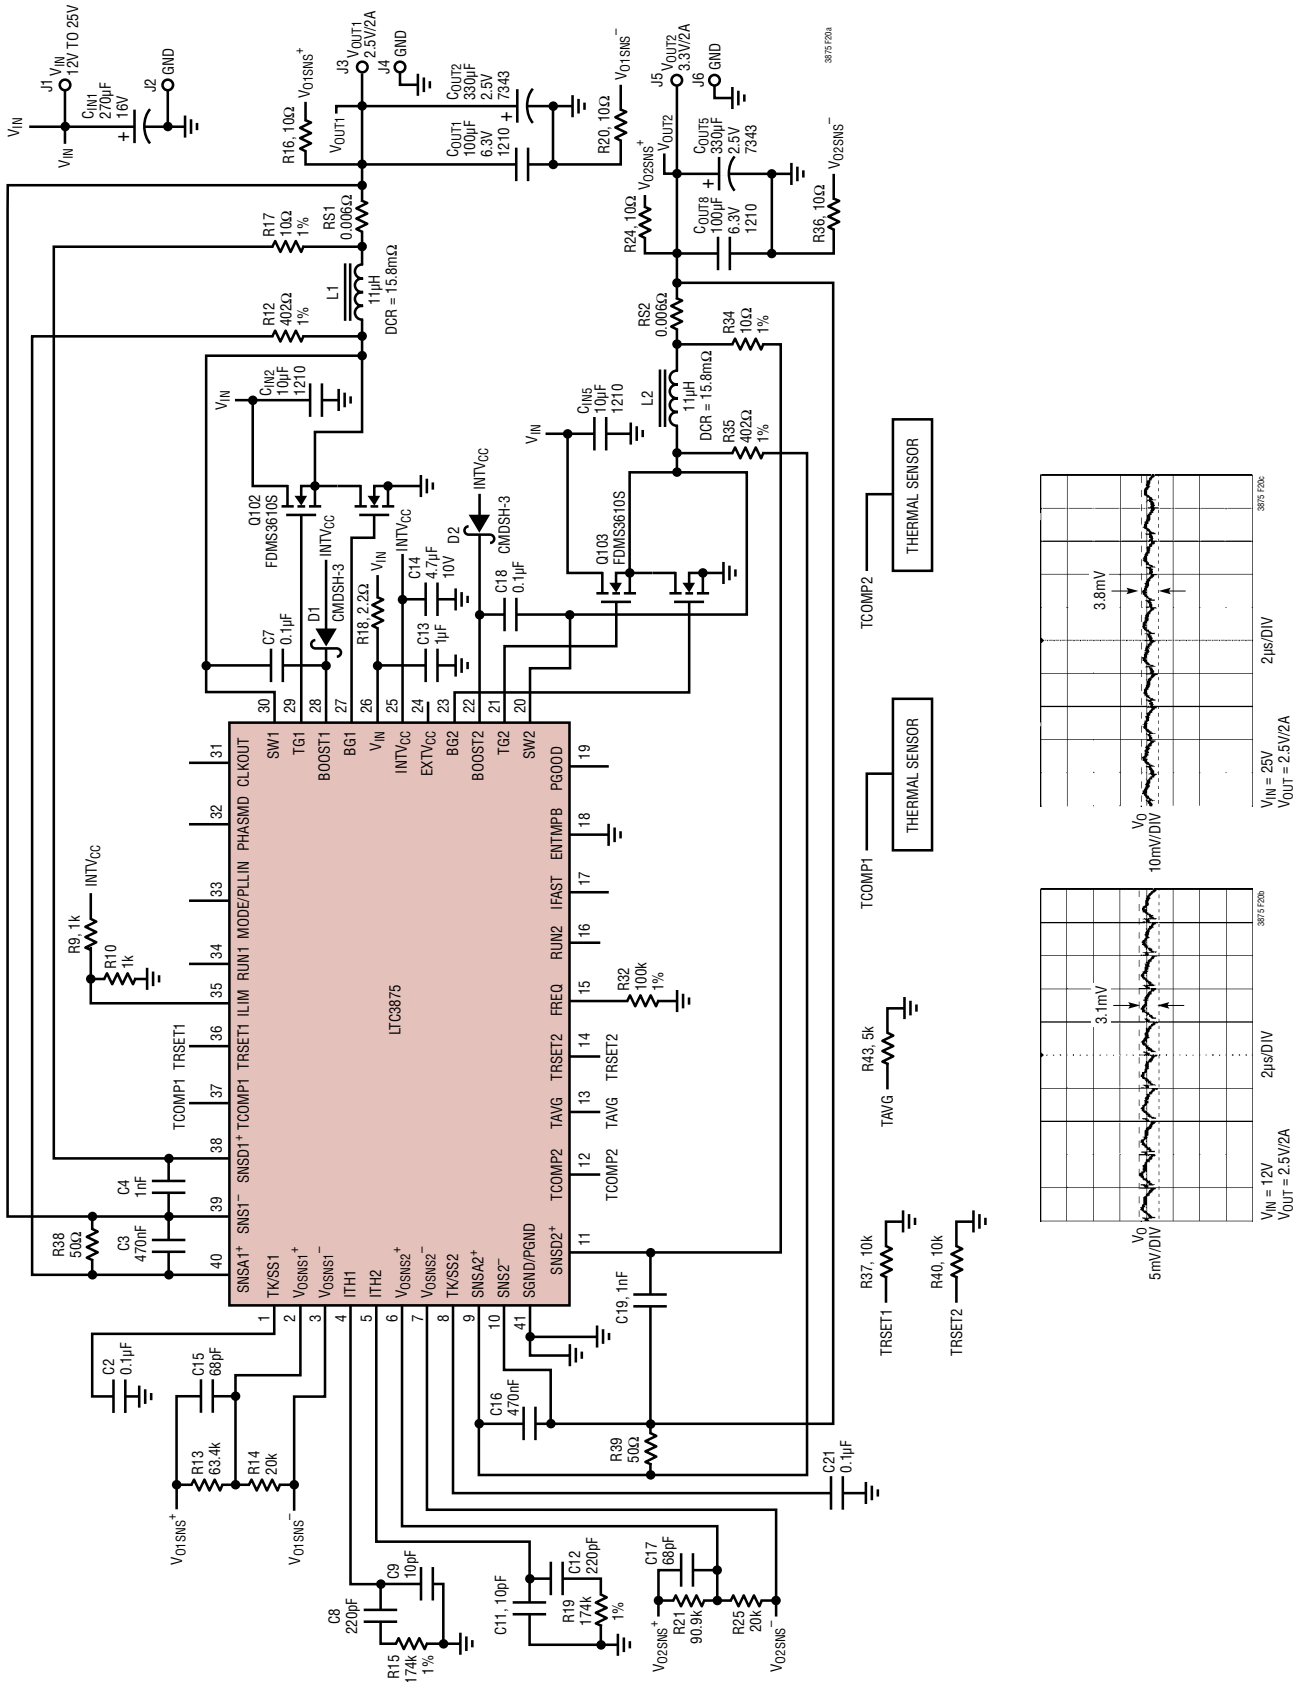 VIN
VIN
J1
VIN
12V TO 25V
CIN1
270µF
16V
+
J2
GND
R16, 10Ω
VO1SNS+
J3
VOUT1
2.5V/2A
J4
GND
VOUT1
COUT1
100µF
6.3V
1210
COUT2
330µF
2.5V
7343
+
R20, 10Ω
VO1SNS−
R17
10Ω
1%
RS1
0.006Ω
R12
402Ω
1%
L1
11µH
DCR = 15.8mΩ
VIN
CIN2
10µF
1210
Q102
FDMS3610S
INTVCC
D1
CMDSH-3
C7
0.1µF
R18, 2.2Ω
VIN
INTVCC
C14
4.7µF
10V
C13
1µF
INTVCC
D2
CMDSH-3
C18
0.1µF
Q103
FDMS3610S
VIN
CIN5
10µF
1210
L2
11µH
DCR = 15.8mΩ
R35
402Ω
1%
R34
10Ω
1%
RS2
0.006Ω
R24, 10Ω
VO2SNS+
VOUT2
J5
VOUT2
3.3V/2A
J6
GND
COUT8
100µF
6.3V
1210
COUT5
330µF
2.5V
7343
+
R36, 10Ω
VO2SNS−
3875 F20a
30
29
28
27
26
25
24
23
22
21
20
SW1
TG1
BOOST1
BG1
VIN
INTVCC
EXTVCC
BG2
BOOST2
TG2
SW2
31
CLKOUT
32
PHASMD
33
MODE/PLLIN
34
RUN1
35
ILIM
36
TRSET1
TRSET1
37
TCOMP1
TCOMP1
38
SNSD1+
39
SNS1−
40
SNSA1+
R9, 1k
INTVCC
R10
1k
C4
1nF
C3
470nF
R38
50Ω
LTC3875
PGOOD
19
ENTMPB
18
IFAST
17
RUN2
16
FREQ
15
TRSET2
14
TRSET2
TAVG
13
TAVG
TCOMP2
12
TCOMP2
SNSD2+
11
R32
100k
1%
TK/SS1
VOSNS1+
VOSNS1−
ITH1
ITH2
VOSNS2+
VOSNS2−
TK/SS2
SNSA2+
SNS2−
SGND/PGND
1
2
3
4
5
6
7
8
9
10
41
C2
0.1µF
C15
68pF
R13
63.4k
R14
20k
VO1SNS+
VO1SNS−
C8
220pF
C9
10pF
R15
174k
1%
C11, 10pF
C12
220pF
R19
174k
1%
C16
470nF
C19, 1nF
R39
50Ω
C21
0.1µF
C17
68pF
R21
90.9k
R25
20k
VO2SNS+
VO2SNS−
TCOMP1
THERMAL SENSOR
TCOMP2
THERMAL SENSOR
TAVG
R43, 5k
TRSET1
R37, 10k
TRSET2
R40, 10k
VO
5mV/DIV
3.1mV
2µs/DIV
VIN = 12V
VOUT = 2.5V/2A
3875 F20b
VO
10mV/DIV
3.8mV
2µs/DIV
VIN = 25V
VOUT = 2.5V/2A
3875 F20c